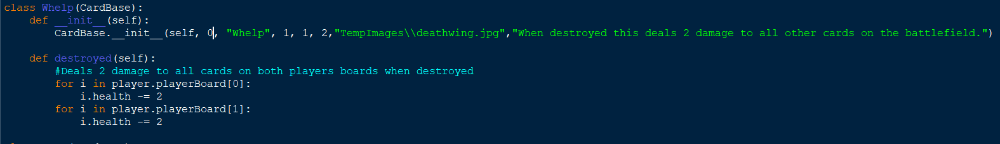 class Whelp(CardBase):
    def __init__(self):
        CardBase.__init__(self, 0, "Whelp", 1, 1, 2,"TempImages\\deathwing.jpg","When destroyed this deals 2 damage to all other cards on the battlefield.")
    def destroyed(self):
        #Deals 2 damage to all cards on both players boards when destroyed
        for i in player.playerBoard[0]:
            i.health -= 2
        for i in player.playerBoard[1]:
            i.health -= 2